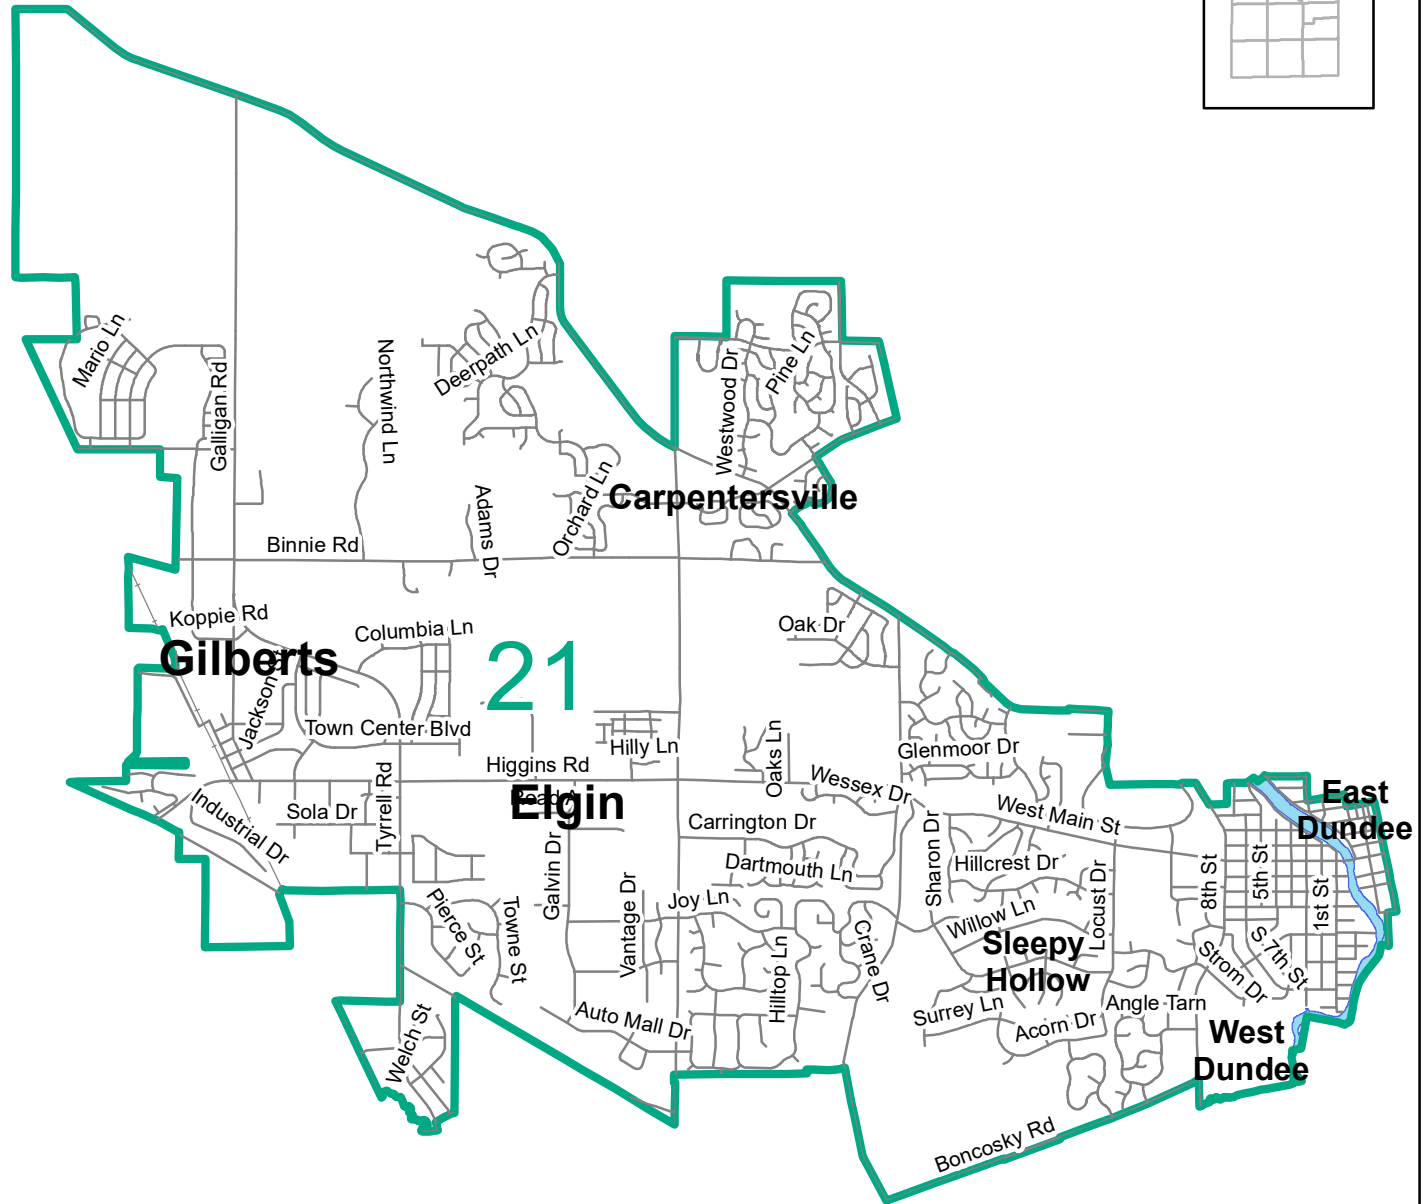 Mario Ln
Galligan Rd
Northwind Ln
Deerpath Ln
Westwood Dr
Pine Ln
Adams Dr
Orchard Ln
Carpentersville
Binnie Rd
Koppie Rd
Columbia Ln
Oak Dr
Gilberts
21
Jackson St
Town Center Blvd
Hilly Ln
Oaks Ln
Glenmoor Dr
Higgins Rd
Tyrrell Rd
Wessex Dr
Road A
Elgin
Industrial Dr
Sola Dr
Carrington Dr
West Main St
East
Dundee
Galvin Dr
Dartmouth Ln
Sharon Dr
Hillcrest Dr
Locust Dr
8th St
5th St
1st St
Pierce St
Towne St
Vantage Dr
Joy Ln
Hilltop Ln
Crane Dr
Willow Ln
Sleepy
Hollow
Strom Dr
S 7th St
Surrey Ln
Acorn Dr
Angle Tarn
Welch St
Auto Mall Dr
West
Dundee
Boncosky Rd